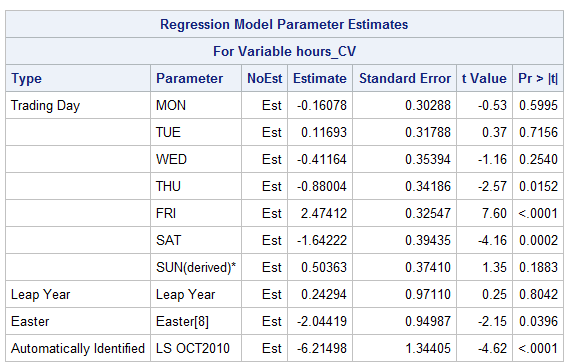 Regression Model Parameter Estimates
For Variable hours_CV
Type Parameter NoEst Estimate Standard Error t Value Pr > |t|
Trading Day MON Est -0.16078 0.30288 -0.53 0.5995
TUE Est 0.11693 0.31788 0.37 0.7156
WED Est -0.41164 0.35394 -1.16 0.2540
THU Est -0.88004 0.34186 -2.57 0.0152
FRI Est 2.47412 0.32547 7.60 <.0001
SAT Est -1.64222 0.39435 -4.16 0.0002
SUN(derived)* Est 0.50363 0.37410 1.35 0.1883
Leap Year Leap Year Est 0.24294 0.97110 0.25 0.8042
Easter Easter[8] Est -2.04419 0.94987 -2.15 0.0396
Automatically Identified LS OCT2010 Est -6.21498 1.34405 -4.62 <.0001